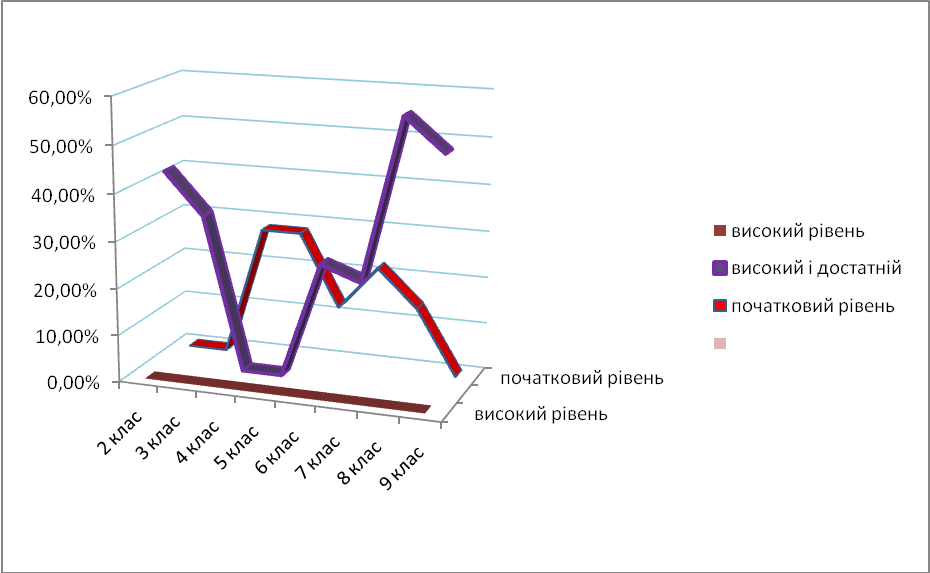 60,00%
50,00%
40,00%
30,00%
20,00%
10,00%
0,00%
2 клас
3 клас
4 клас
5 клас
6 клас
7 клас
8 клас
9 клас
початковий рівень
високий рівень
високий рівень
високий і достатній
початковий рівень